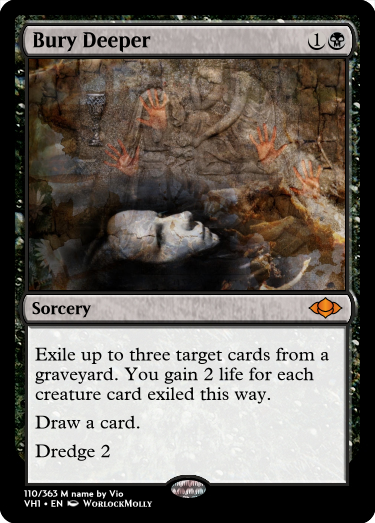 Bury Deeper 1
Sorcery
Exile up to three target cards from a
graveyard. You gain 2 life for each
creature card exiled this way.
Draw a card.
Dredge 2
110/363 M name by Vio
VH1 • EN WorlockMolly